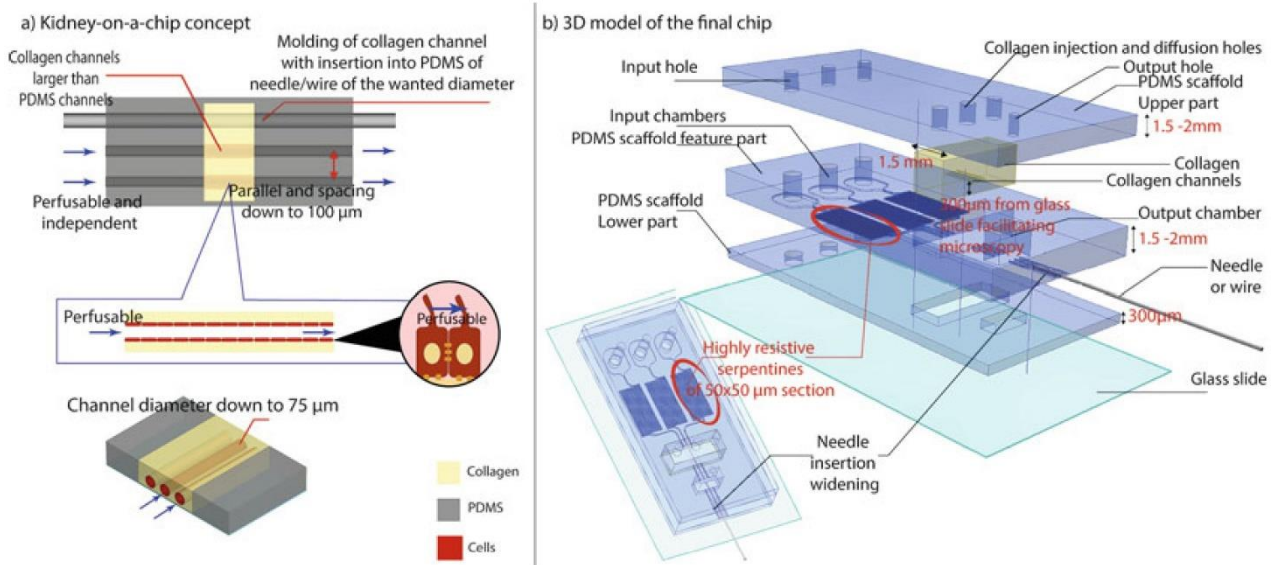 a) Kidney-on-a-chip concept
Collagen channels
larger than
PDMS channels
Molding of collagen channel
with insertion into PDMS of
needle/wire of the wanted diameter
Perfusable and
independent
Parallel and spacing
down to 100 µm
Perfusable
Perfusable
Channel diameter down to 75 µm
Collagen
PDMS
Cells
b) 3D model of the final chip
Input hole
Collagen injection and diffusion holes
Output hole
PDMS scaffold
Upper part
1.5 -2mm
Input chambers
PDMS scaffold feature part
1.5 mm
Collagen
Collagen channels
PDMS scaffold
Lower part
300µm from glass
slide facilitating
microscopy
Output chamber
1.5 -2mm
Needle
or wire
300µm
Highly resistive
serpentines
of 50x50 µm section
Glass slide
Needle
insertion
widening